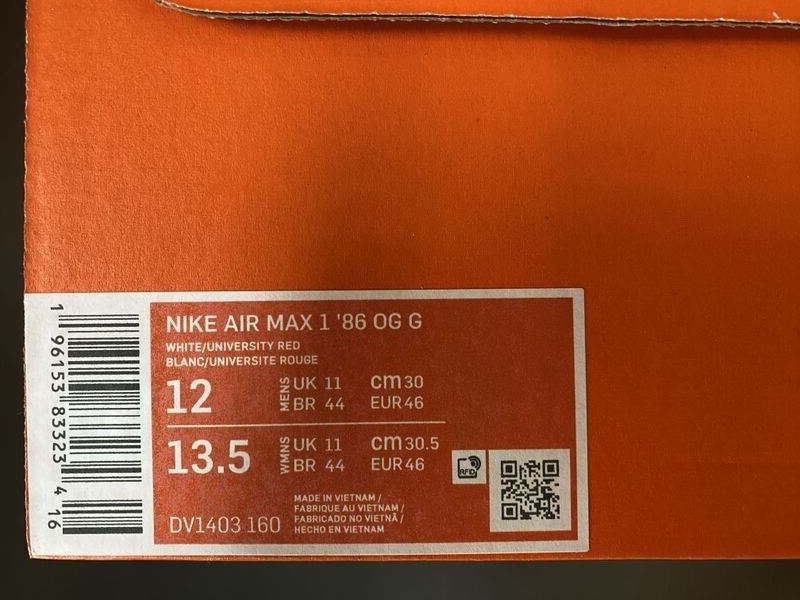 1 96153 83323 4 16
NIKE AIR MAX 1 '86 OG G
WHITE/UNIVERSITY RED
BLANC/UNIVERSITE ROUGE
12 MENS UK 11 cm 30
BR 44 EUR 46
13.5 WMNS UK 11 cm 30.5
BR 44 EUR 46
RFID
DV1403 160
MADE IN VIETNAM /
FABRIQUE AU VIETNAM /
FABRICADO NO VIETNÃ /
HECHO EN VIETNAM